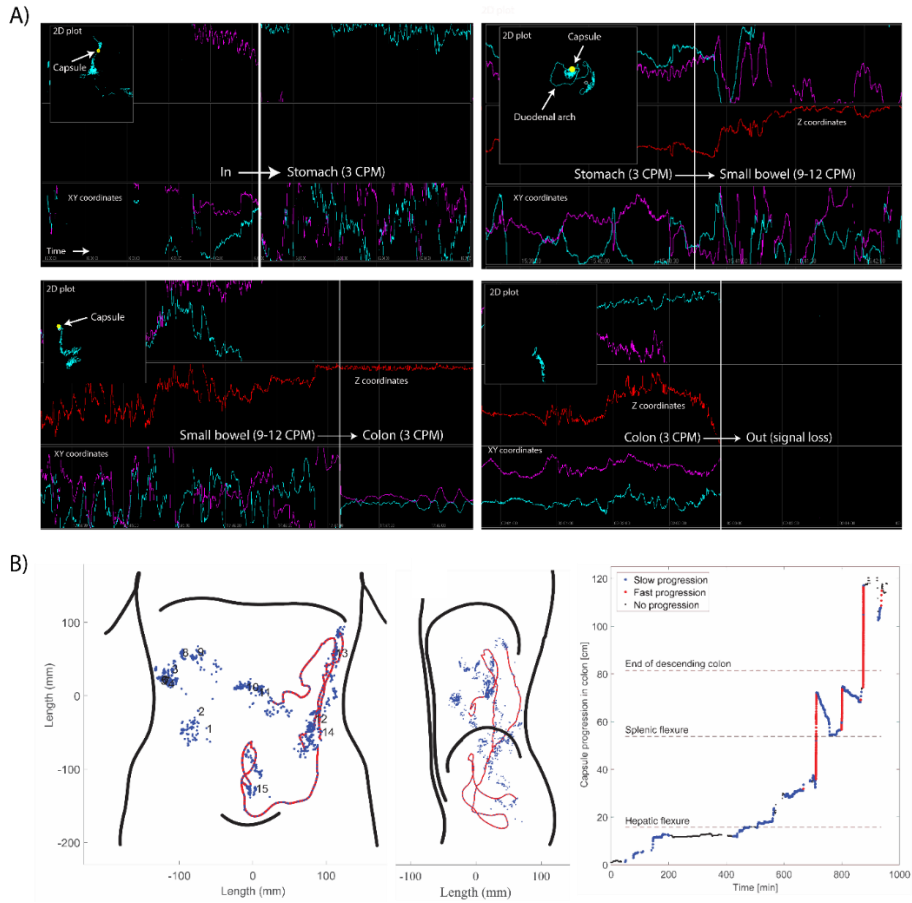 A)
2D plot
Capsule
In → Stomach (3 CPM)
XY coordinates
Time →
2D plot
Capsule
Duodenal arch
Z coordinates
Stomach (3 CPM) → Small bowel (9-12 CPM)
XY coordinates
2D plot
Capsule
Z coordinates
Small bowel (9-12 CPM) → Colon (3 CPM)
XY coordinates
2D plot
Z coordinates
Colon (3 CPM) → Out (signal loss)
XY coordinates
B)
100
0
-100
-200
Length (mm)
-100 0 100
Length (mm)
8 9
3
2
1
10
11
13
2
14
15
-100 0 100
Length (mm)
Slow progression
Fast progression
No progression
End of descending colon
Splenic flexure
Hepatic flexure
120
100
80
60
40
20
0
Capsule progression in colon [cm]
0 200 400 600 800 1000
Time [min]